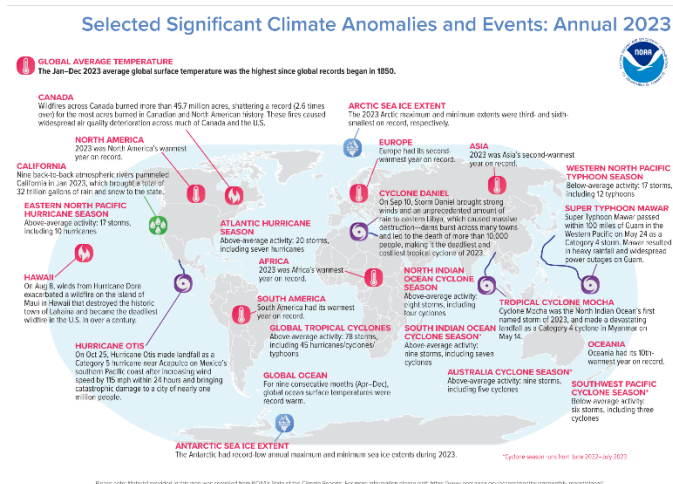 Selected Significant Climate Anomalies and Events: Annual 2023
NOAA
GLOBAL AVERAGE TEMPERATURE
The Jan–Dec 2023 average global surface temperature was the highest since global records began in 1850.
CANADA
Wildfires across Canada burned more than 45.7 million acres, shattering a record (2.6 times
over) for the most acres burned in Canadian and North American history. These fires caused
widespread air quality deterioration across much of Canada and the U.S.
ARCTIC SEA ICE EXTENT
The 2023 Arctic maximum and minimum extents were third- and sixth-
smallest on record, respectively.
NORTH AMERICA
2023 was North America's warmest
year on record.
EUROPE
Europe had its second-
warmest year on record.
ASIA
2023 was Asia's second-warmest
year on record.
CALIFORNIA
Nine back-to-back atmospheric rivers pummeled
California in Jan 2023, which brought a total of
32 trillion gallons of rain and snow to the state.
WESTERN NORTH PACIFIC
TYPHOON SEASON
Below-average activity: 17 storms,
including 12 typhoons
CYCLONE DANIEL
On Sep 10, Storm Daniel brought strong
winds and an unprecedented amount of
rain to eastern Libya, which caused massive
destruction—dams burst across many towns
and led to the death of more than 10,000
people, making it the deadliest and
costliest tropical cyclone of 2023.
EASTERN NORTH PACIFIC
HURRICANE SEASON
Above-average activity: 17 storms,
including 10 hurricanes
SUPER TYPHOON MAWAR
Super Typhoon Mawar passed
within 100 miles of Guam in the
Western Pacific on May 24 as a
Category 4 storm. Mawar resulted
in heavy rainfall and widespread
power outages on Guam.
ATLANTIC HURRICANE
SEASON
Above-average activity: 20 storms,
including seven hurricanes
AFRICA
2023 was Africa's warmest
year on record.
HAWAII
On Aug 8, winds from Hurricane Dora
exacerbated a wildfire on the island of
Maui in Hawaii that destroyed the historic
town of Lahaina and became the deadliest
wildfire in the U.S. in over a century.
NORTH INDIAN
OCEAN CYCLONE
SEASON
Above-average activity:
eight storms, including
four cyclones
SOUTH AMERICA
South America had its warmest
year on record.
TROPICAL CYCLONE MOCHA
Cyclone Mocha was the North Indian Ocean's first
named storm of 2023, and made a devastating
landfall as a Category 4 cyclone in Myanmar on
May 14.
GLOBAL TROPICAL CYCLONES
Above-average activity: 78 storms,
including 45 hurricanes/cyclones/
typhoons
SOUTH INDIAN OCEAN
CYCLONE SEASON*
Above-average activity:
nine storms, including seven
cyclones
HURRICANE OTIS
On Oct 25, Hurricane Otis made landfall as a
Category 5 hurricane near Acapulco on Mexico's
southern Pacific coast after increasing wind
speed by 115 mph within 24 hours and bringing
catastrophic damage to a city of nearly one
million people.
OCEANIA
Oceania had its 10th-
warmest year on record.
GLOBAL OCEAN
For nine consecutive months (Apr–Dec),
global ocean surface temperatures were
record warm.
AUSTRALIA CYCLONE SEASON*
Above-average activity: nine storms,
including five cyclones
SOUTHWEST PACIFIC
CYCLONE SEASON*
Below-average activity:
six storms, including three
cyclones
ANTARCTIC SEA ICE EXTENT
The Antarctic had record-low annual maximum and minimum sea ice extents during 2023.
*Cyclone season runs from June 2022–July 2023